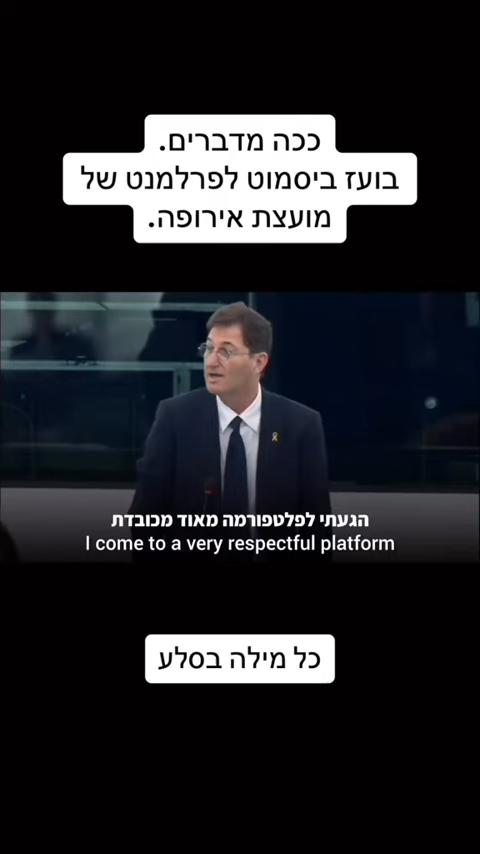 ככה מדברים.
בועז ביסמוט לפרלמנט של
מועצת אירופה.
הגעתי לפלטפורמה מאוד מכובדת
I come to a very respectful platform
כל מילה בסלע